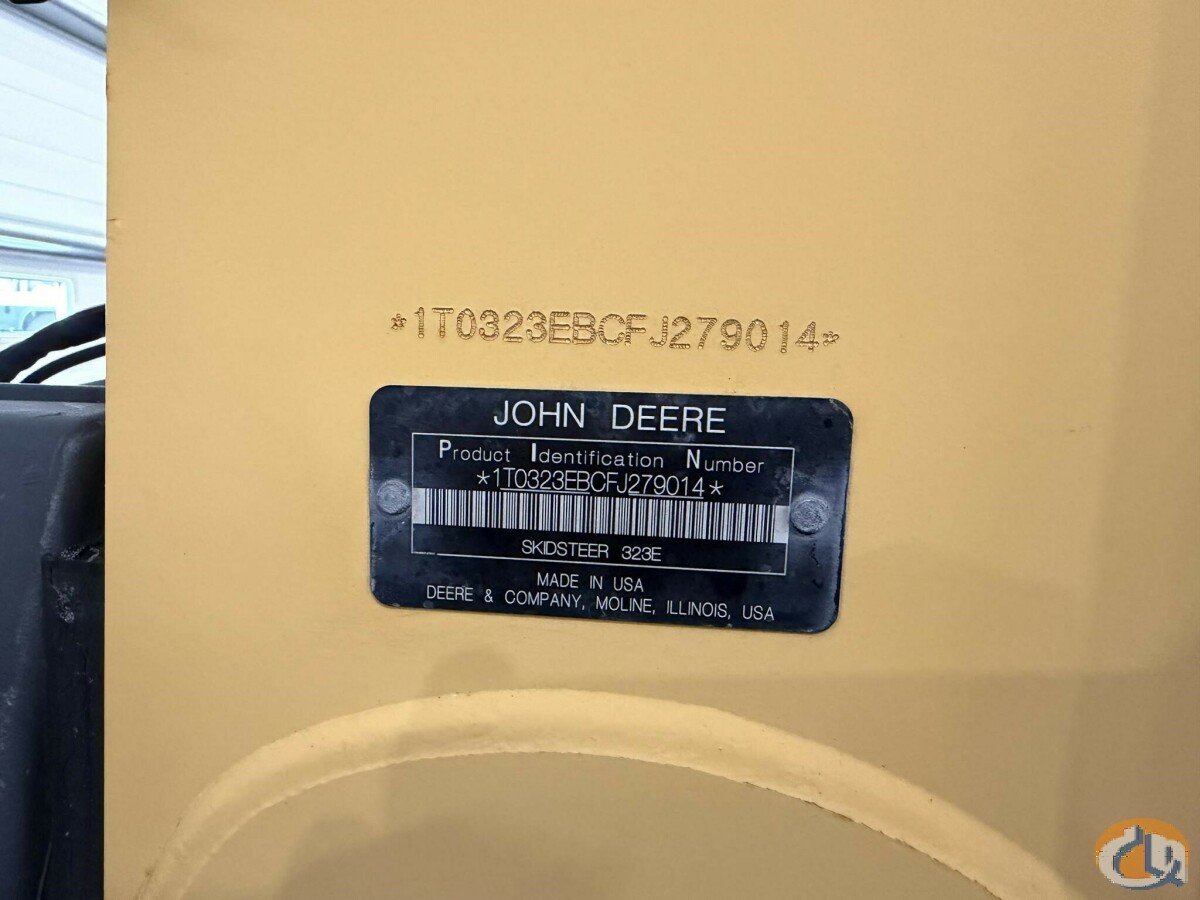 *1T0323EBCFJ279014*
JOHN DEERE
Product Identification Number
*1T0323EBCFJ279014*
SKIDSTEER 323E
MADE IN USA
DEERE & COMPANY, MOLINE, ILLINOIS, USA